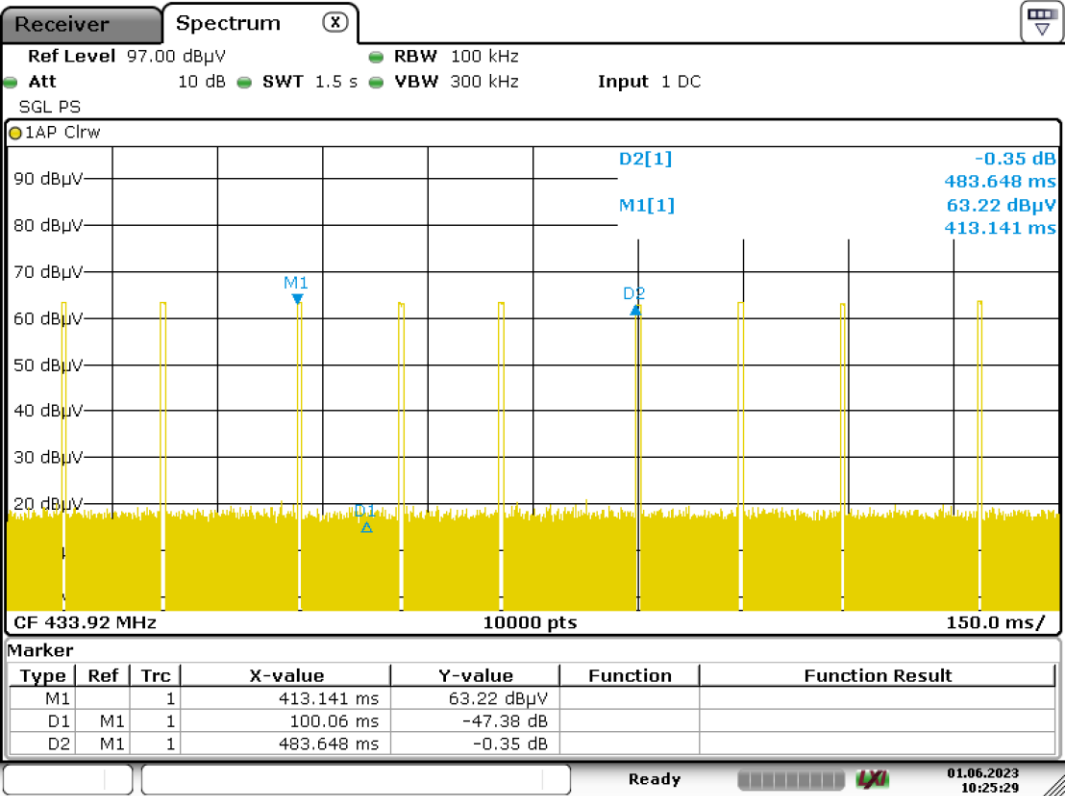 Receiver Spectrum X
Ref Level 97.00 dBµV RBW 100 kHz
Att 10 dB SWT 1.5 s VBW 300 kHz Input 1 DC
SGL PS
1AP Clrw
D2[1] -0.35 dB
483.648 ms
M1[1] 63.22 dBµV
413.141 ms
90 dBµV
80 dBµV
70 dBµV
M1
D2
60 dBµV
50 dBµV
40 dBµV
30 dBµV
20 dBµV
D1
CF 433.92 MHz 10000 pts 150.0 ms/
Marker
Type Ref Trc X-value Y-value Function Function Result
M1 1 413.141 ms 63.22 dBµV
D1 M1 1 100.06 ms -47.38 dB
D2 M1 1 483.648 ms -0.35 dB
Ready LXI 01.06.2023
10:25:29